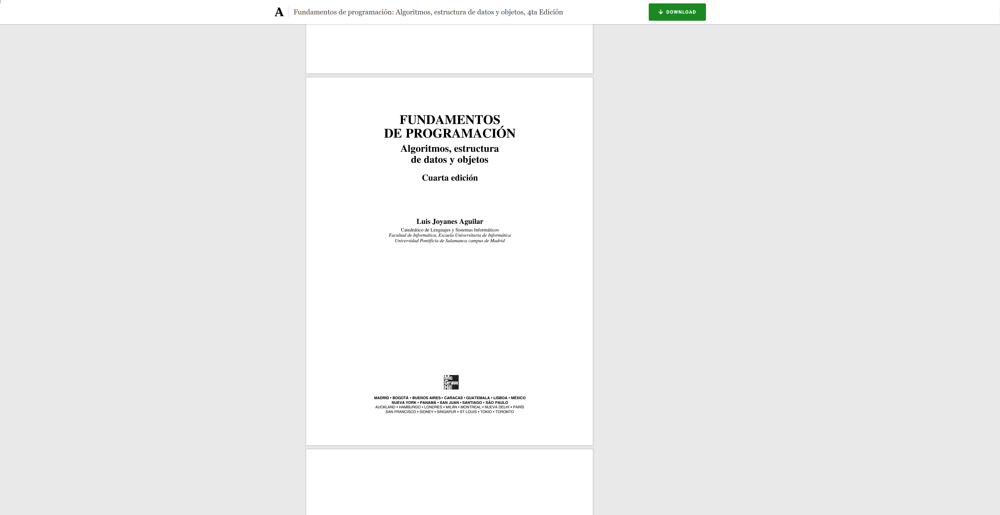 A
Fundamentos de programación: Algoritmos, estructura de datos y objetos, 4ta Edición
DOWNLOAD
FUNDAMENTOS
DE PROGRAMACIÓN
Algoritmos, estructura
de datos y objetos
Cuarta edición
Luis Joyanes Aguilar
Catedrático de Lenguajes y Sistemas Informáticos
Facultad de Informática, Escuela Universitaria de Informática
Universidad Pontificia de Salamanca campus de Madrid
Mc
Graw
Hill
MADRID • BOGOTÁ • BUENOS AIRES • CARACAS • GUATEMALA • LISBOA • MÉXICO
NUEVA YORK • PANAMÁ • SAN JUAN • SANTIAGO • SÃO PAULO
AUCKLAND • HAMBURGO • LONDRES • MILÁN • MONTREAL • NUEVA DELHI • PARÍS
SAN FRANCISCO • SIDNEY • SINGAPUR • ST LOUIS • TOKIO • TORONTO